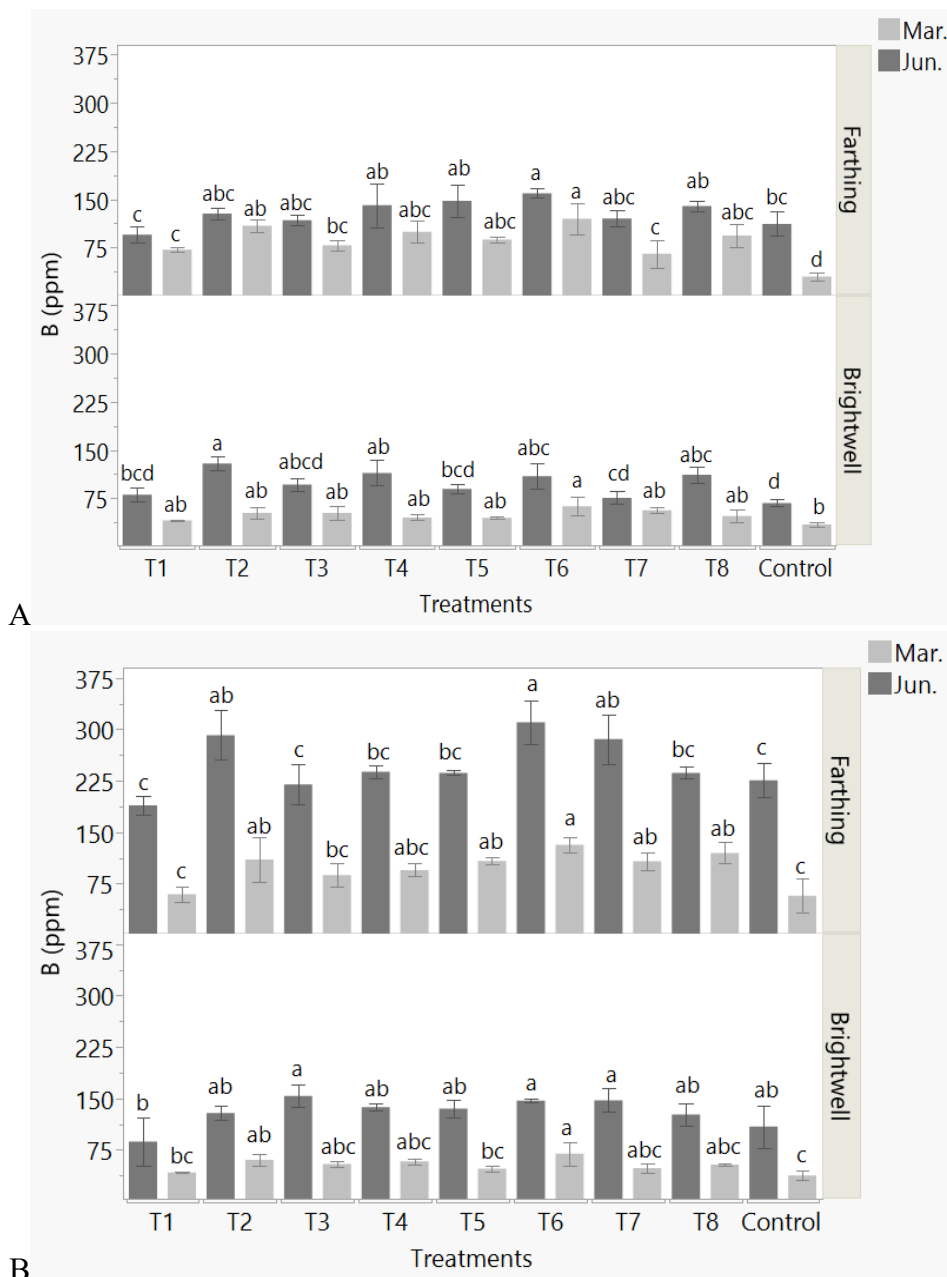 Mar.
Jun.
375
300
225
150
75
c c abc ab abc bc ab abc ab abc a a abc c ab abc bc d
Farthing
B (ppm)
375
300
225
150
75
bcd ab a ab abcd ab ab ab bcd ab abc a cd ab abc ab d b
Brightwell
T1 T2 T3 T4 T5 T6 T7 T8 Control
Treatments
A
Mar.
Jun.
375
300
225
150
75
c c ab ab c bc bc abc bc ab a a ab ab bc ab c c
Farthing
B (ppm)
375
300
225
150
75
b bc ab ab a abc ab abc ab bc a a a abc ab abc ab c
Brightwell
T1 T2 T3 T4 T5 T6 T7 T8 Control
Treatments
B